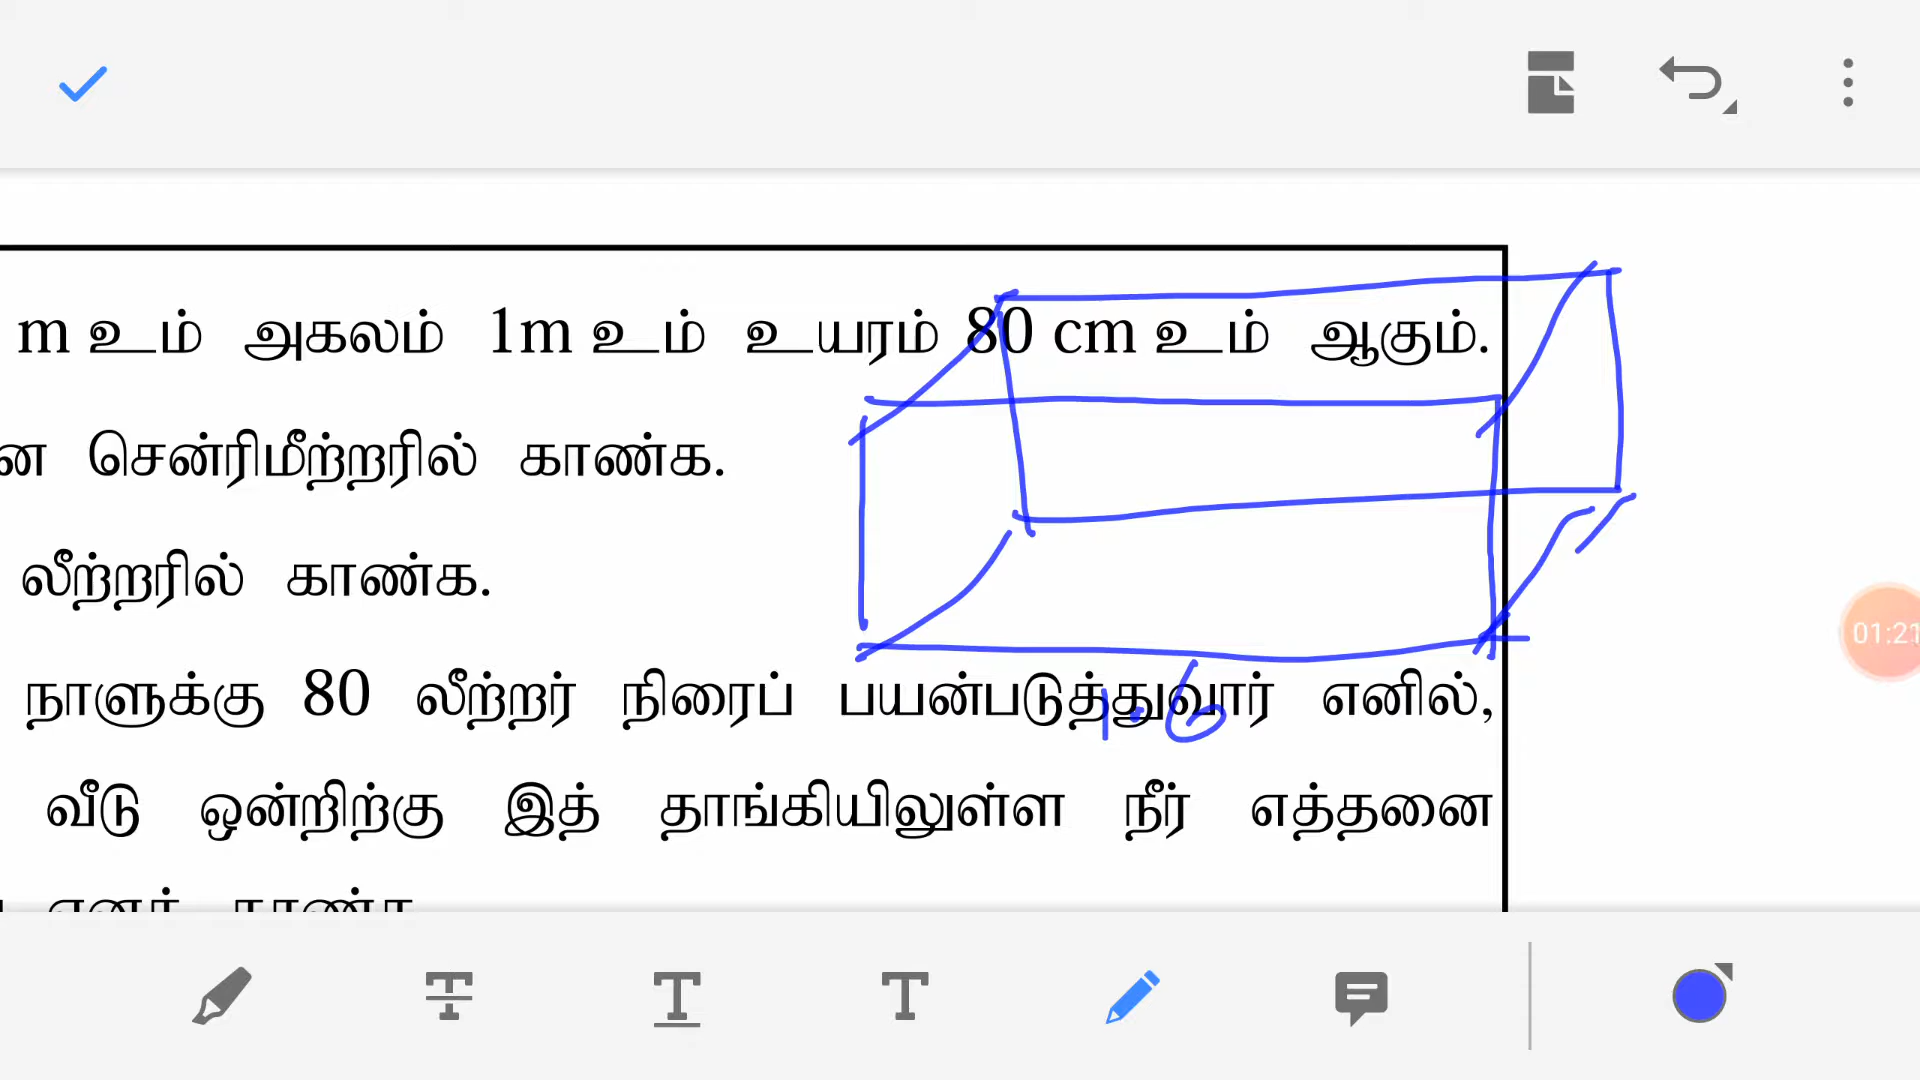 m உம் அகலம் 1m உம் உயரம் 80 cm உம் ஆகும்.
ன சென்ரிமீற்றரில் காண்க.
லீற்றரில் காண்க.
நாளுக்கு 80 லீற்றர் நிரைப் பயன்படுத்துவார் எனில்,
1.6
வீடு ஒன்றிற்கு இத் தாங்கியிலுள்ள நீர் எத்தனை
01:21